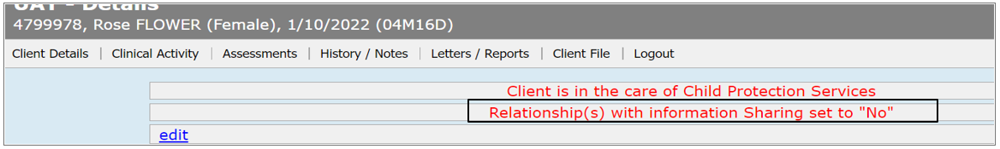 UAT - Details
4799978, Rose FLOWER (Female), 1/10/2022 (04M16D)
Client Details | Clinical Activity | Assessments | History / Notes | Letters / Reports | Client File | Logout
Client is in the care of Child Protection Services
Relationship(s) with information Sharing set to "No"
edit